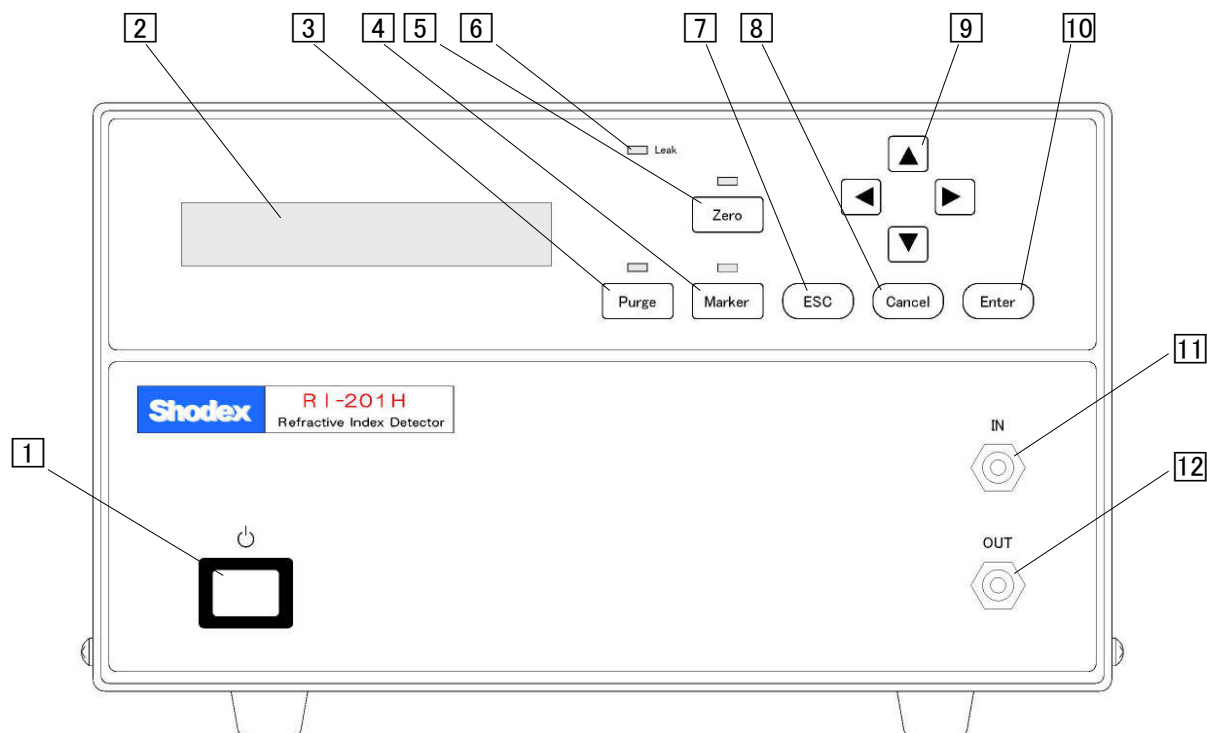 2 3 4 5 6 7 8 9 10
Leak
Zero
Purge Marker ESC Cancel Enter
Shodex RI-201H
Refractive Index Detector
IN
11
1
12
OUT